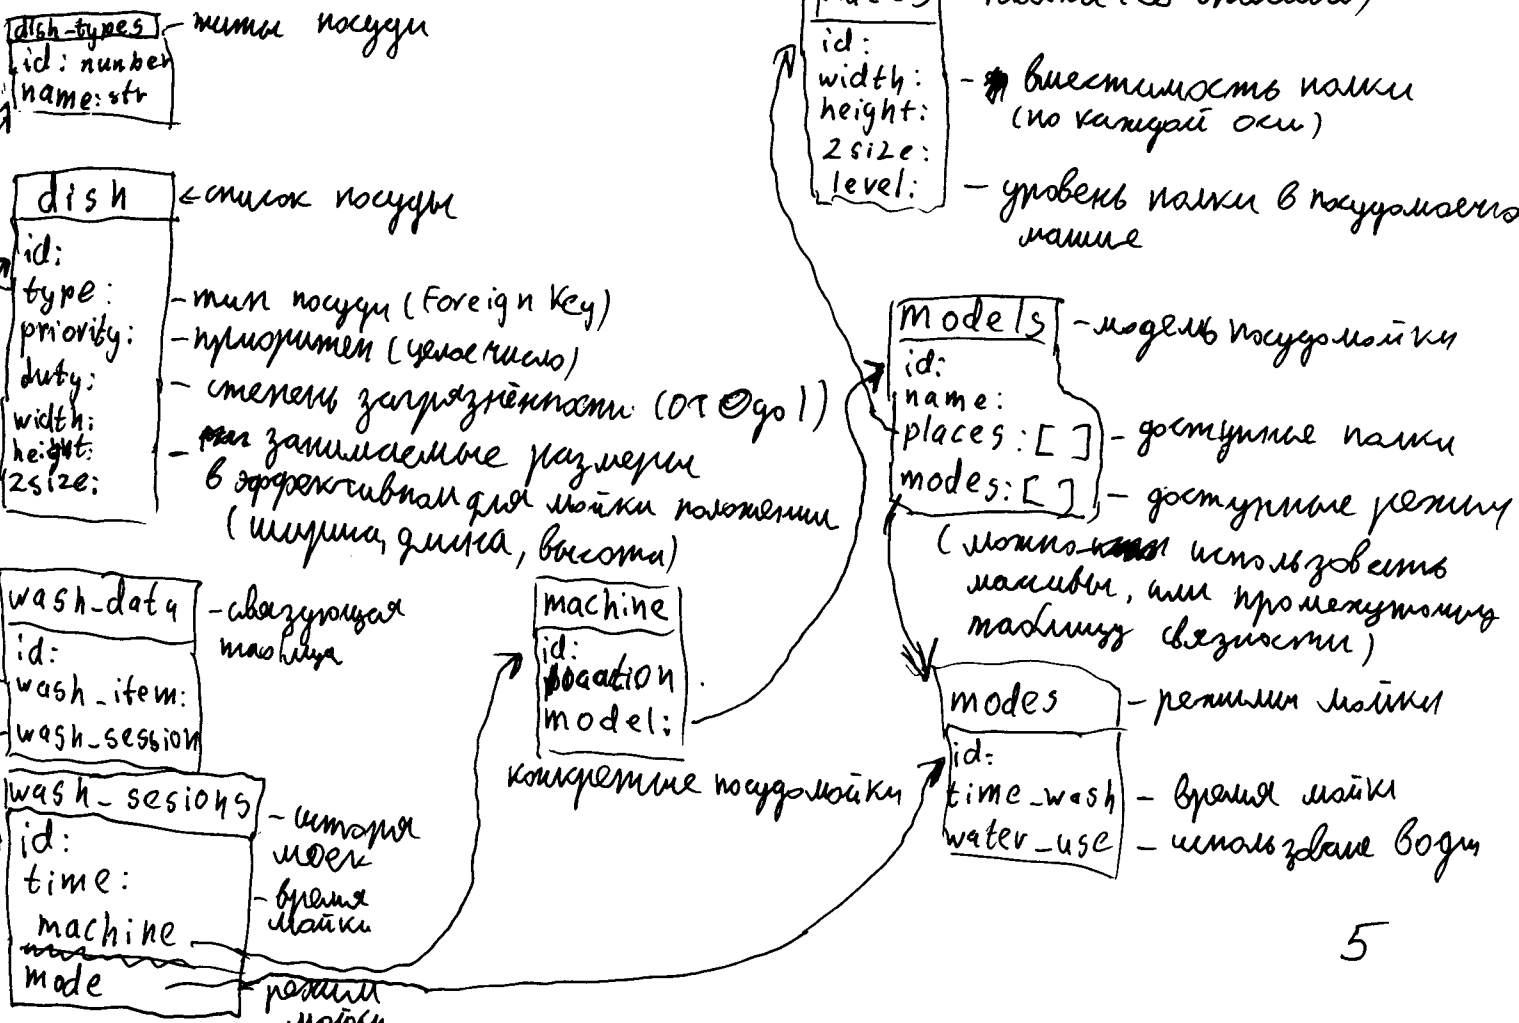 dish-types - типы посуды
id: number
name: str
dish ← список посуды
id:
type: - тип посуды (Foreign Key)
priority: - приоритет (целое число)
duty: - степень загрязнённости (от 0 до 1)
width:
height: - занимаемые размеры
zsize: в эффективном для мойки положении
(ширина, длина, высота)
wash_data - связующая
таблица
id:
wash_item:
wash_session
wash_sesions - история
моек
id:
time: - время
мойки
machine
mode - режим
machine
id:
location
model:
конкретные посудомойки
id:
width: - вместимость полки
height: (по каждой оси)
zsize:
level: - уровень полки в
машине
models - модель посудомойки
id:
name:
places: [ ] - доступные полки
modes: [ ] - доступные режимы
(можно использовать
массивы, или промежуточную
таблицу связности)
modes - режимы мойки
id:
time_wash - время мойки
water_use - использование воды
5